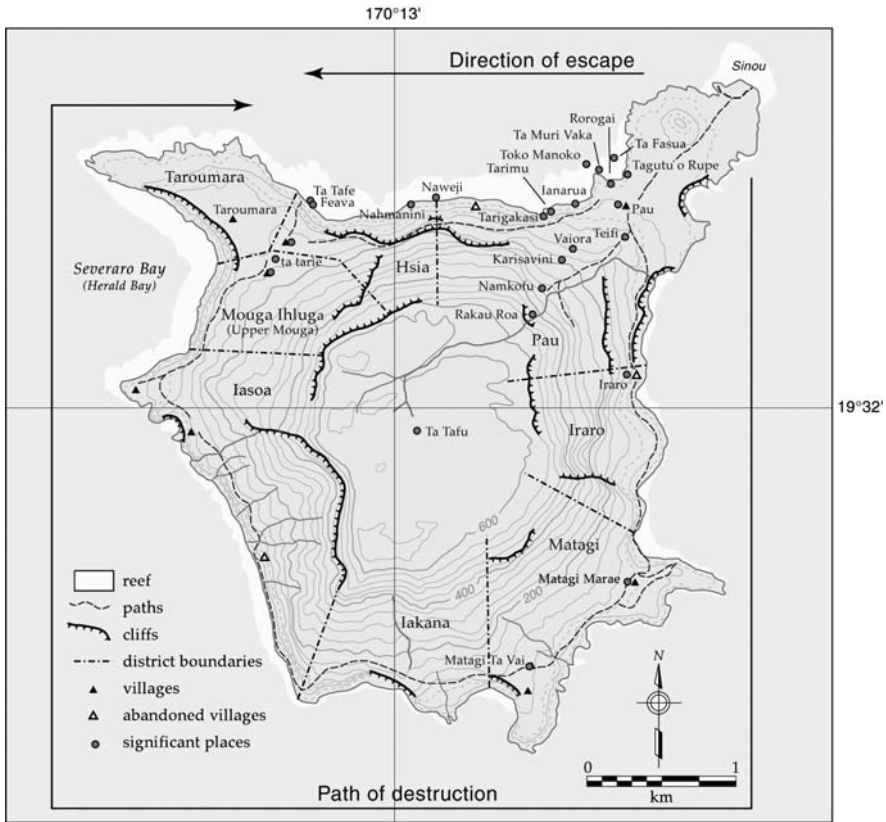 170°13'
Direction of escape
Sinou
Rorogai
Ta Muri Vaka
Ta Fasua
Toko Manoko
Tagutu o Rupe
Tarimu
Ianarua
Taroumara
Ta Tafe
Feava
Naweji
Nahmanini
Tarigakasi
Pau
Taroumara
Vaiora
Teifi
Severaro Bay
(Herald Bay)
ta tarie
Hsia
Karisavini
Namkofu
Mouga Ihluga
(Upper Mouga)
Rakau Roa
Pau
Iasoa
Iraro
19°32'
Ta Tafu
Iraro
600
Matagi
reef
400
200
Matagi Marae
paths
cliffs
Iakana
district boundaries
Matagi Ta Vai
N
villages
abandoned villages
significant places
0
1
km
Path of destruction